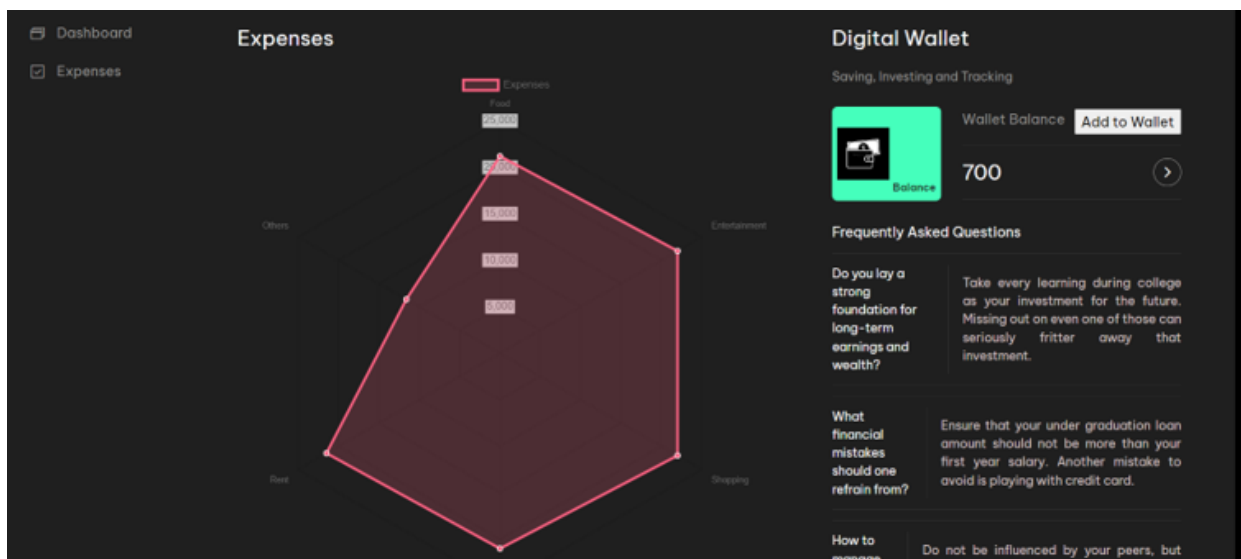 Dashboard
Expenses
Expenses
Expenses
Food
25,000
20,000
15,000
10,000
5,000
Others
Entertainment
Rent
Shopping
Digital Wallet
Saving, Investing and Tracking
Balance
Wallet Balance
Add to Wallet
700
Frequently Asked Questions
Do you lay a
strong
foundation for
long-term
earnings and
wealth?
Take every learning during college
as your investment for the future.
Missing out on even one of those can
seriously fritter away that
investment.
What
financial
mistakes
should one
refrain from?
Ensure that your under graduation loan
amount should not be more than your
first year salary. Another mistake to
avoid is playing with credit card.
How to
manage
Do not be influenced by your peers, but